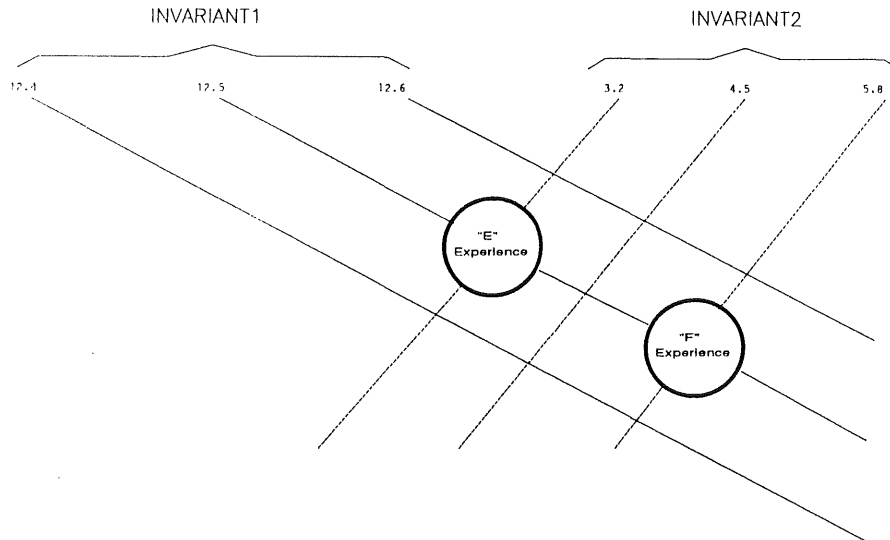 INVARIANT1 INVARIANT2
12.4 12.5 12.6 3.2 4.5 5.8
"E"
Experience
"F"
Experience